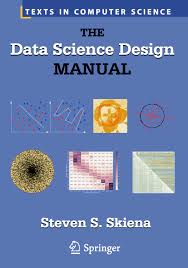 TEXTS IN COMPUTER SCIENCE
THE
Data Science Design
MANUAL
Steven S. Skiena
Springer